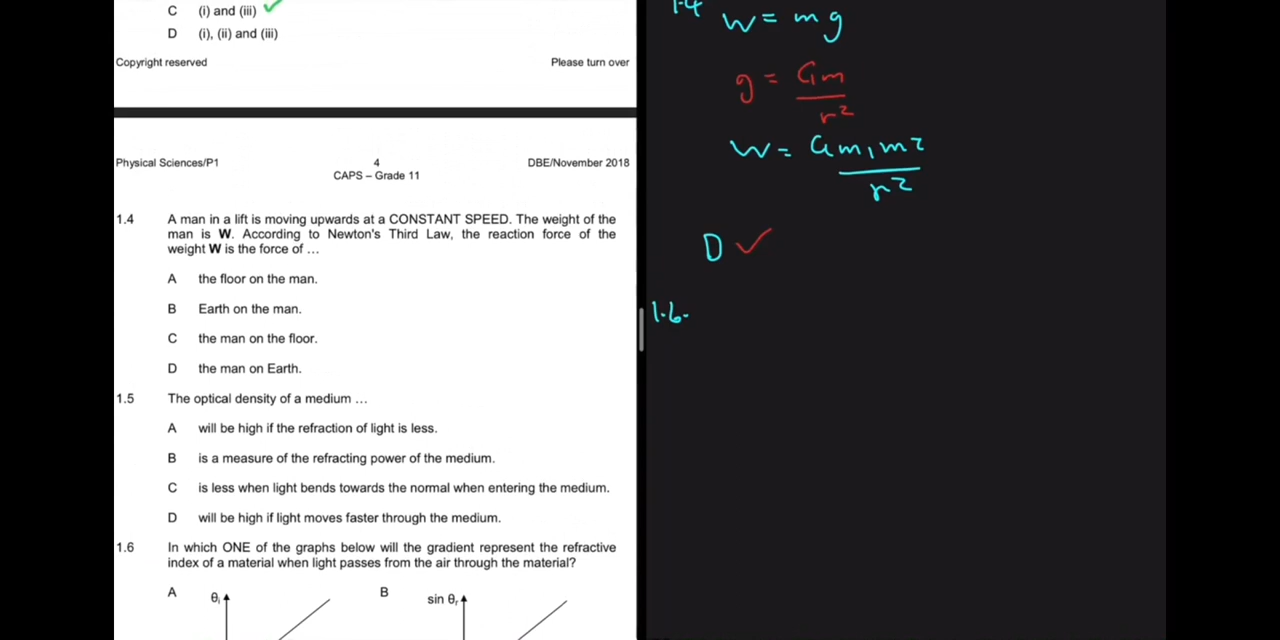 C (i) and (iii)
D (i), (ii) and (iii)
Copyright reserved Please turn over
Physical Sciences/P1 4 DBE/November 2018
CAPS – Grade 11
1.4 A man in a lift is moving upwards at a CONSTANT SPEED. The weight of the
man is W. According to Newton's Third Law, the reaction force of the
weight W is the force of …
A the floor on the man.
B Earth on the man.
C the man on the floor.
D the man on Earth.
1.5 The optical density of a medium …
A will be high if the refraction of light is less.
B is a measure of the refracting power of the medium.
C is less when light bends towards the normal when entering the medium.
D will be high if light moves faster through the medium.
1.6 In which ONE of the graphs below will the gradient represent the refractive
index of a material when light passes from the air through the material?
A θi B sin θr
1.4 W = mg
g = Gm
r²
W = Gm1m2
r²
D ✓
1.6.